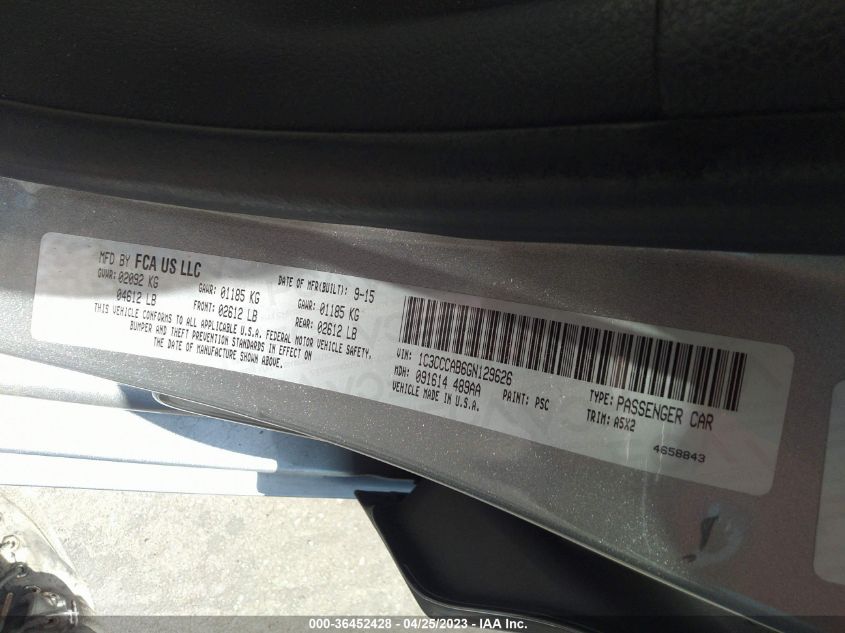 MFD BY FCA US LLC
DATE OF MFR(BUILT): 9-15
GVWR: 02092 KG
04612 LB
GAWR: 01185 KG
FRONT: 02612 LB
GAWR: 01185 KG
REAR: 02612 LB
THIS VEHICLE CONFORMS TO ALL APPLICABLE U.S.A. FEDERAL MOTOR VEHICLE SAFETY,
BUMPER AND THEFT PREVENTION STANDARDS IN EFFECT ON
THE DATE OF MANUFACTURE SHOWN ABOVE.
VIN: 1C3CCCAB6GN129626
TYPE: PASSENGER CAR
MDH: 091614 489AA
PAINT: PSC
TRIM: A5X2
VEHICLE MADE IN U.S.A.
4658843
000-36452428 - 04/25/2023 - IAAI Inc.